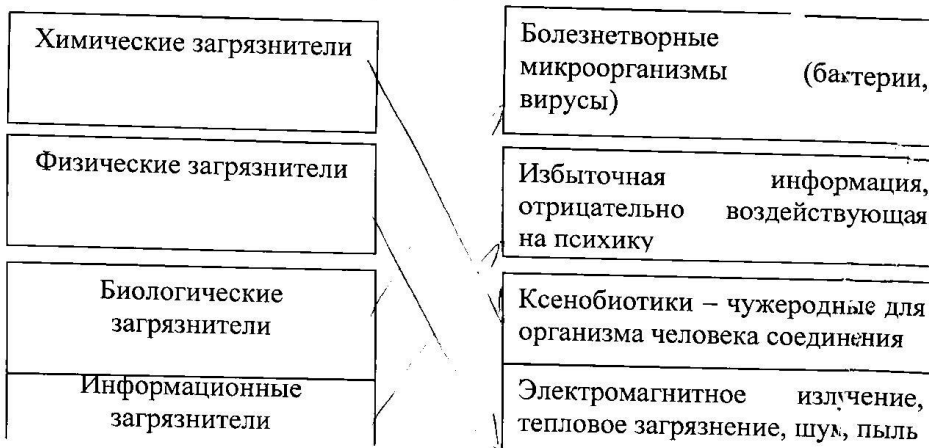 Химические загрязнители
Физические загрязнители
Биологические
загрязнители
Информационные
загрязнители
Болезнетворные
микроорганизмы (бактерии,
вирусы)
Избыточная информация,
отрицательно воздействующая
на психику
Ксенобиотики – чужеродные для
организма человека соединения
Электромагнитное излучение,
тепловое загрязнение, шум, пыль